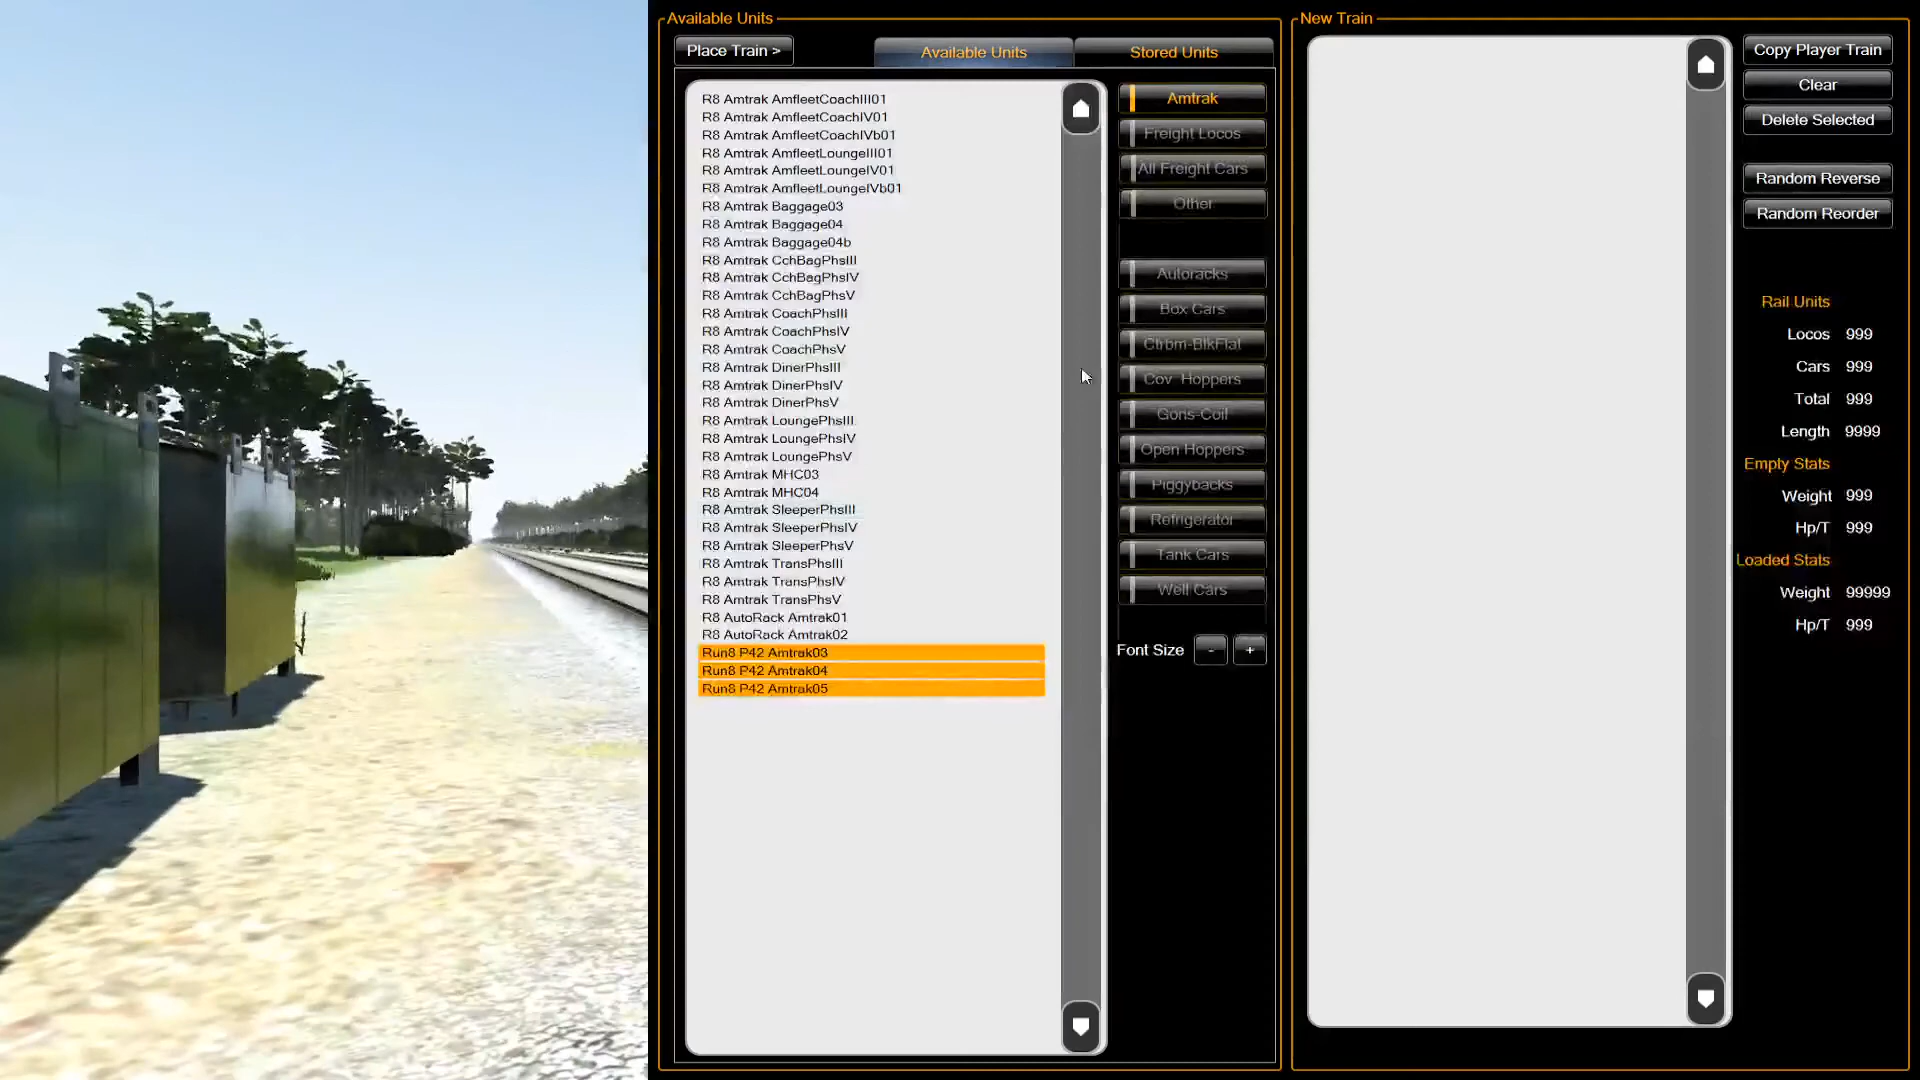 Available Units
Place Train >
Available Units
Stored Units
R8 Amtrak AmfleetCoachIII01
R8 Amtrak AmfleetCoachIV01
R8 Amtrak AmfleetCoachIVb01
R8 Amtrak AmfleetLoungeIII01
R8 Amtrak AmfleetLoungeIV01
R8 Amtrak AmfleetLoungeIVb01
R8 Amtrak Baggage03
R8 Amtrak Baggage04
R8 Amtrak Baggage04b
R8 Amtrak CchBagPhsIII
R8 Amtrak CchBagPhsIV
R8 Amtrak CchBagPhsV
R8 Amtrak CoachPhsIII
R8 Amtrak CoachPhsIV
R8 Amtrak CoachPhsV
R8 Amtrak DinerPhsIII
R8 Amtrak DinerPhsIV
R8 Amtrak DinerPhsV
R8 Amtrak LoungePhsIII
R8 Amtrak LoungePhsIV
R8 Amtrak LoungePhsV
R8 Amtrak MHC03
R8 Amtrak MHC04
R8 Amtrak SleeperPhsIII
R8 Amtrak SleeperPhsIV
R8 Amtrak SleeperPhsV
R8 Amtrak TransPhsIII
R8 Amtrak TransPhsIV
R8 Amtrak TransPhsV
R8 AutoRack Amtrak01
R8 AutoRack Amtrak02
Run8 P42 Amtrak03
Run8 P42 Amtrak04
Run8 P42 Amtrak05
Amtrak
Freight Locos
All Freight Cars
Other
Autoracks
Box Cars
Ctrbm-BlkFlat
Cov Hoppers
Gons-Coil
Open Hoppers
Piggybacks
Refrigerator
Tank Cars
Well Cars
Font Size - +
New Train
Copy Player Train
Clear
Delete Selected
Random Reverse
Random Reorder
Rail Units
Locos 999
Cars 999
Total 999
Length 9999
Empty Stats
Weight 999
Hp/T 999
Loaded Stats
Weight 99999
Hp/T 999